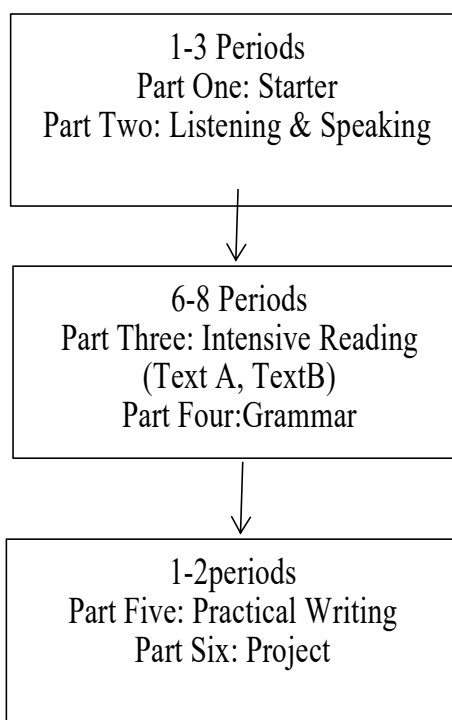 1-3 Periods
Part One: Starter
Part Two: Listening & Speaking
6-8 Periods
Part Three: Intensive Reading
(Text A, TextB)
Part Four:Grammar
1-2periods
Part Five: Practical Writing
Part Six: Project